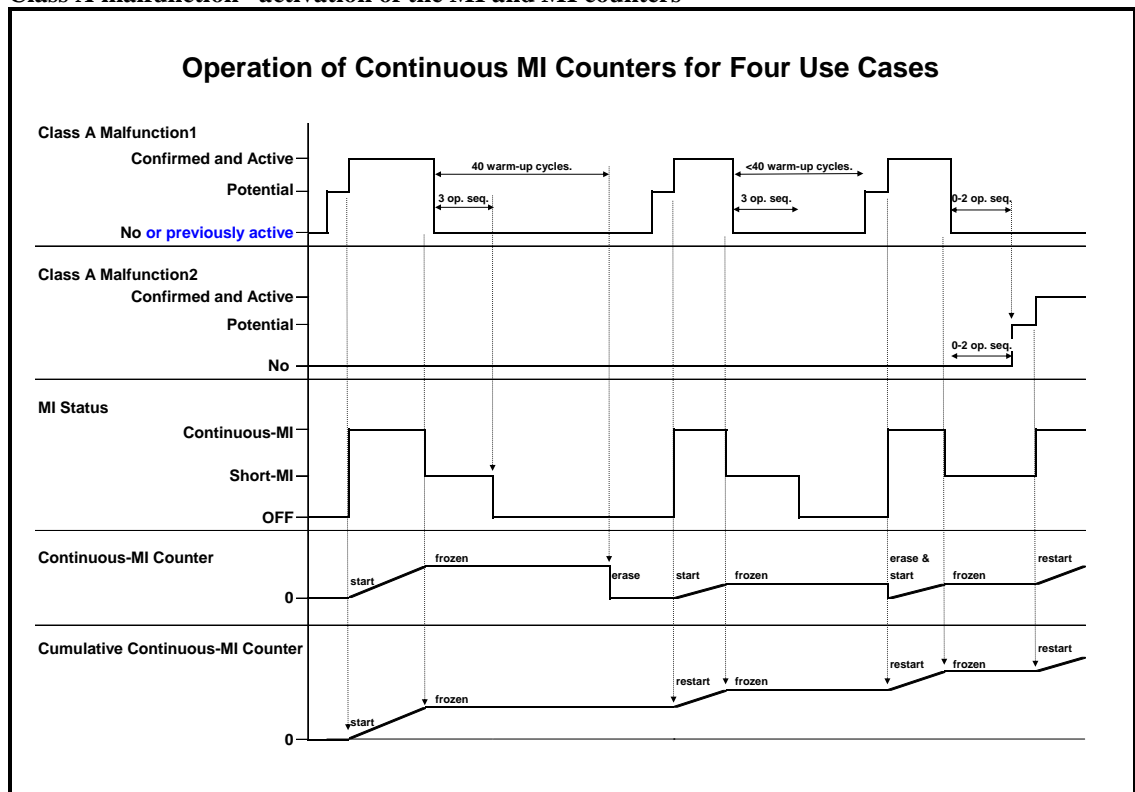 Class A malfunction - activation of the MI and MI counters
Operation of Continuous MI Counters for Four Use Cases
Class A Malfunction1
Confirmed and Active
40 warm-up cycles.
<40 warm-up cycles.
Potential
3 op. seq.
3 op. seq.
0-2 op. seq.
No or previously active
Class A Malfunction2
Confirmed and Active
Potential
0-2 op. seq.
No
MI Status
Continuous-MI
Short-MI
OFF
Continuous-MI Counter
frozen
erase &
restart
start
erase
start
frozen
start
frozen
0
Cumulative Continuous-MI Counter
restart
restart
frozen
restart
frozen
frozen
start
0